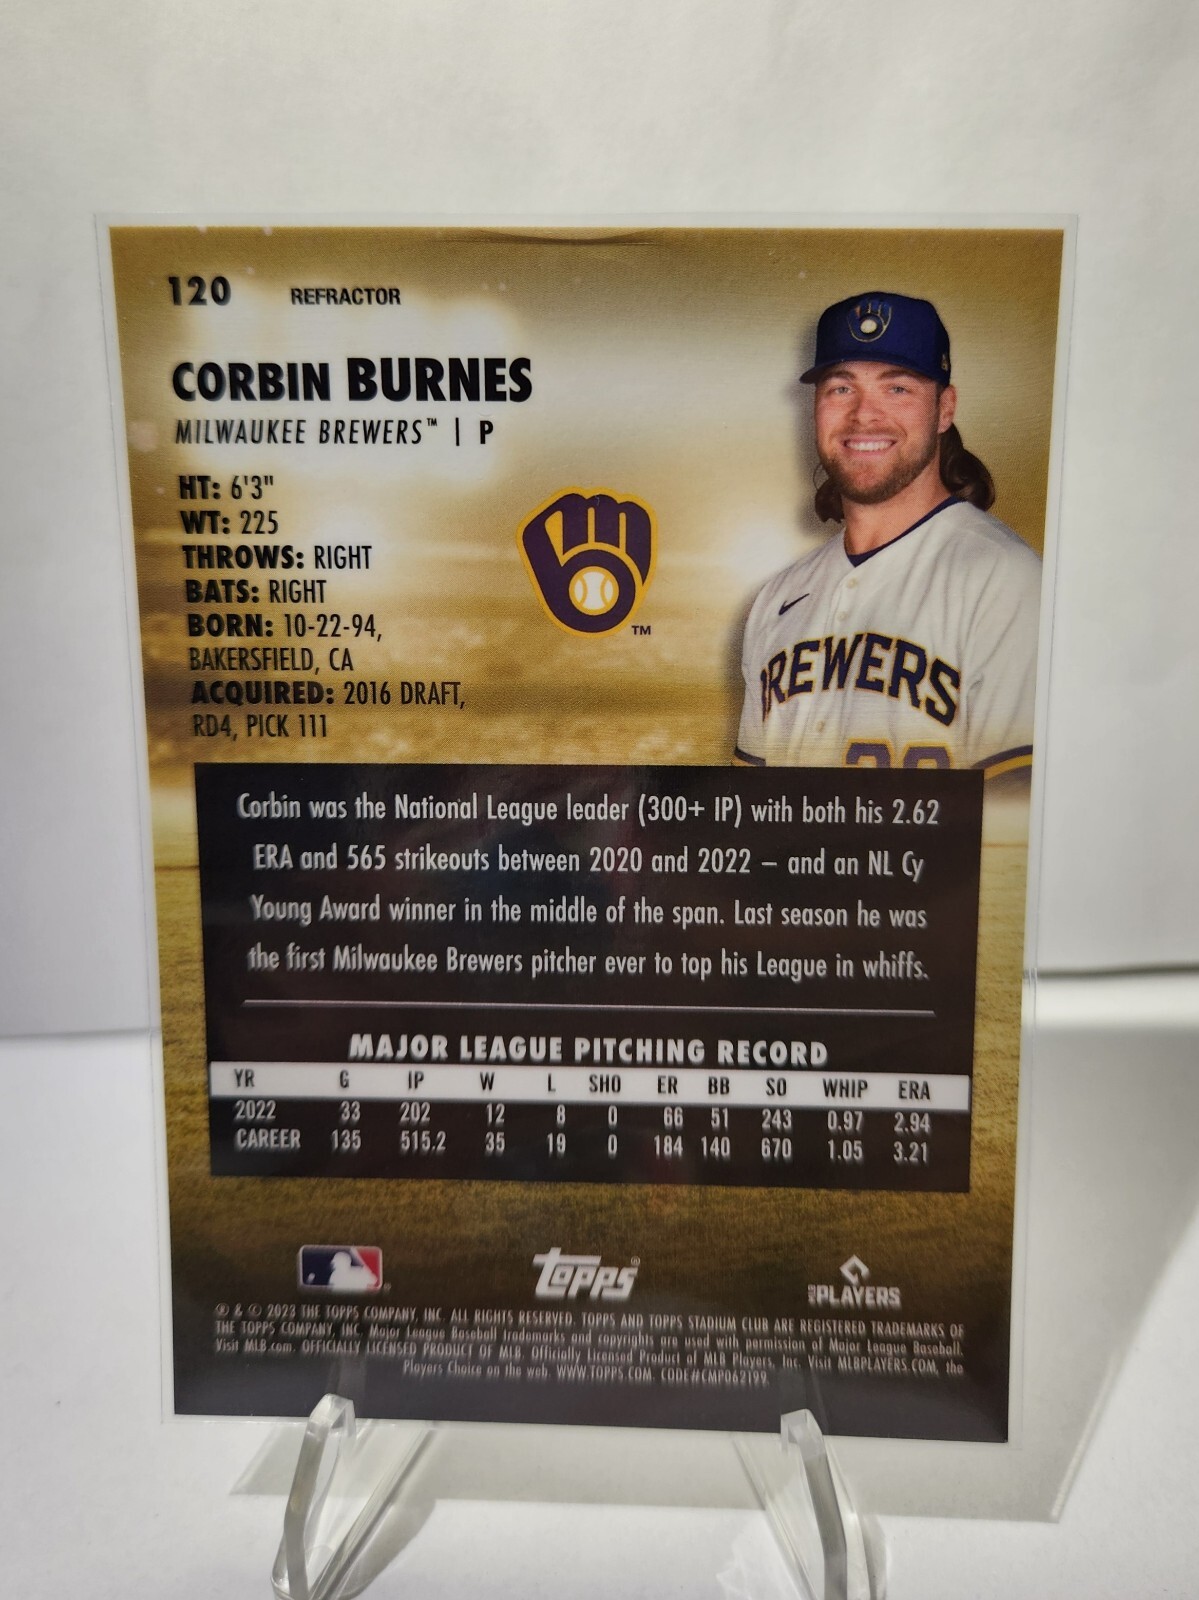 120 REFRACTOR
CORBIN BURNES
MILWAUKEE BREWERS™ | P
HT: 6'3"
WT: 225
THROWS: RIGHT
BATS: RIGHT
BORN: 10-22-94,
BAKERSFIELD, CA
ACQUIRED: 2016 DRAFT,
RD4, PICK 111
TM
BREWERS
Corbin was the National League leader (300+ IP) with both his 2.62
ERA and 565 strikeouts between 2020 and 2022 – and an NL Cy
Young Award winner in the middle of the span. Last season he was
the first Milwaukee Brewers pitcher ever to top his League in whiffs.
MAJOR LEAGUE PITCHING RECORD
YR G IP W L SHO ER BB SO WHIP ERA
2022 33 202 12 8 0 66 51 243 0.97 2.94
CAREER 135 515.2 35 19 0 184 140 670 1.05 3.21
topps®
PLAYERS
® & © 2023 THE TOPPS COMPANY, INC. ALL RIGHTS RESERVED. TOPPS AND TOPPS STADIUM CLUB ARE REGISTERED TRADEMARKS OF
THE TOPPS COMPANY, INC. Major League Baseball trademarks and copyrights are used with permission of Major League Baseball.
Visit MLB.com. OFFICIALLY LICENSED PRODUCT OF MLB. Officially Licensed Product of MLB Players, Inc. Visit MLBPLAYERS.COM, the
Players Choice on the web. WWW.TOPPS.COM. CODE#CMP062199